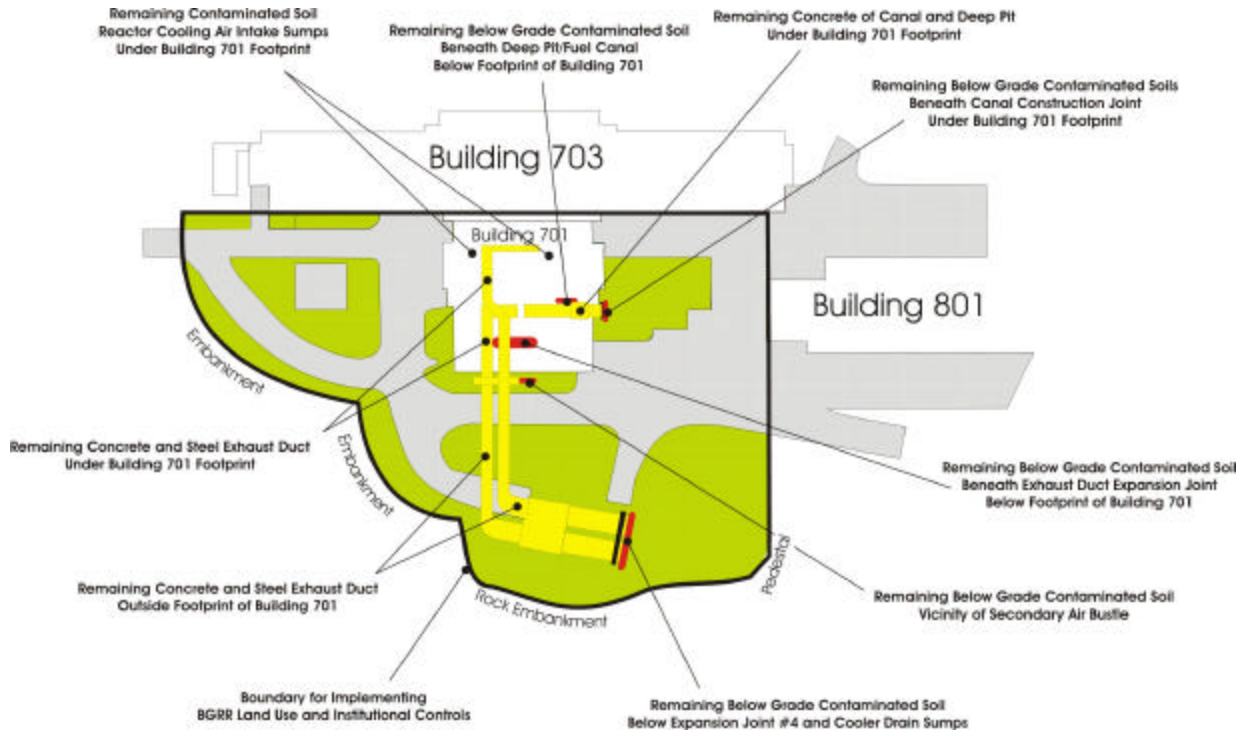 Remaining Contaminated Soil
Reactor Cooling Air Intake Sumps
Under Building 701 Footprint
Remaining Below Grade Contaminated Soil
Beneath Deep Pit/Fuel Canal
Below Footprint of Building 701
Remaining Concrete of Canal and Deep Pit
Under Building 701 Footprint
Remaining Below Grade Contaminated Soils
Beneath Canal Construction Joint
Under Building 701 Footprint
Building 703
Building 701
Building 801
Embankment
Remaining Concrete and Steel Exhaust Duct
Under Building 701 Footprint
Embankment
Remaining Below Grade Contaminated Soil
Beneath Exhaust Duct Expansion Joint
Below Footprint of Building 701
Pedestal
Remaining Concrete and Steel Exhaust Duct
Outside Footprint of Building 701
Rock Embankment
Remaining Below Grade Contaminated Soil
Vicinity of Secondary Air Bustle
Boundary for Implementing
BGRR Land Use and Institutional Controls
Remaining Below Grade Contaminated Soil
Below Expansion Joint #4 and Cooler Drain Sumps